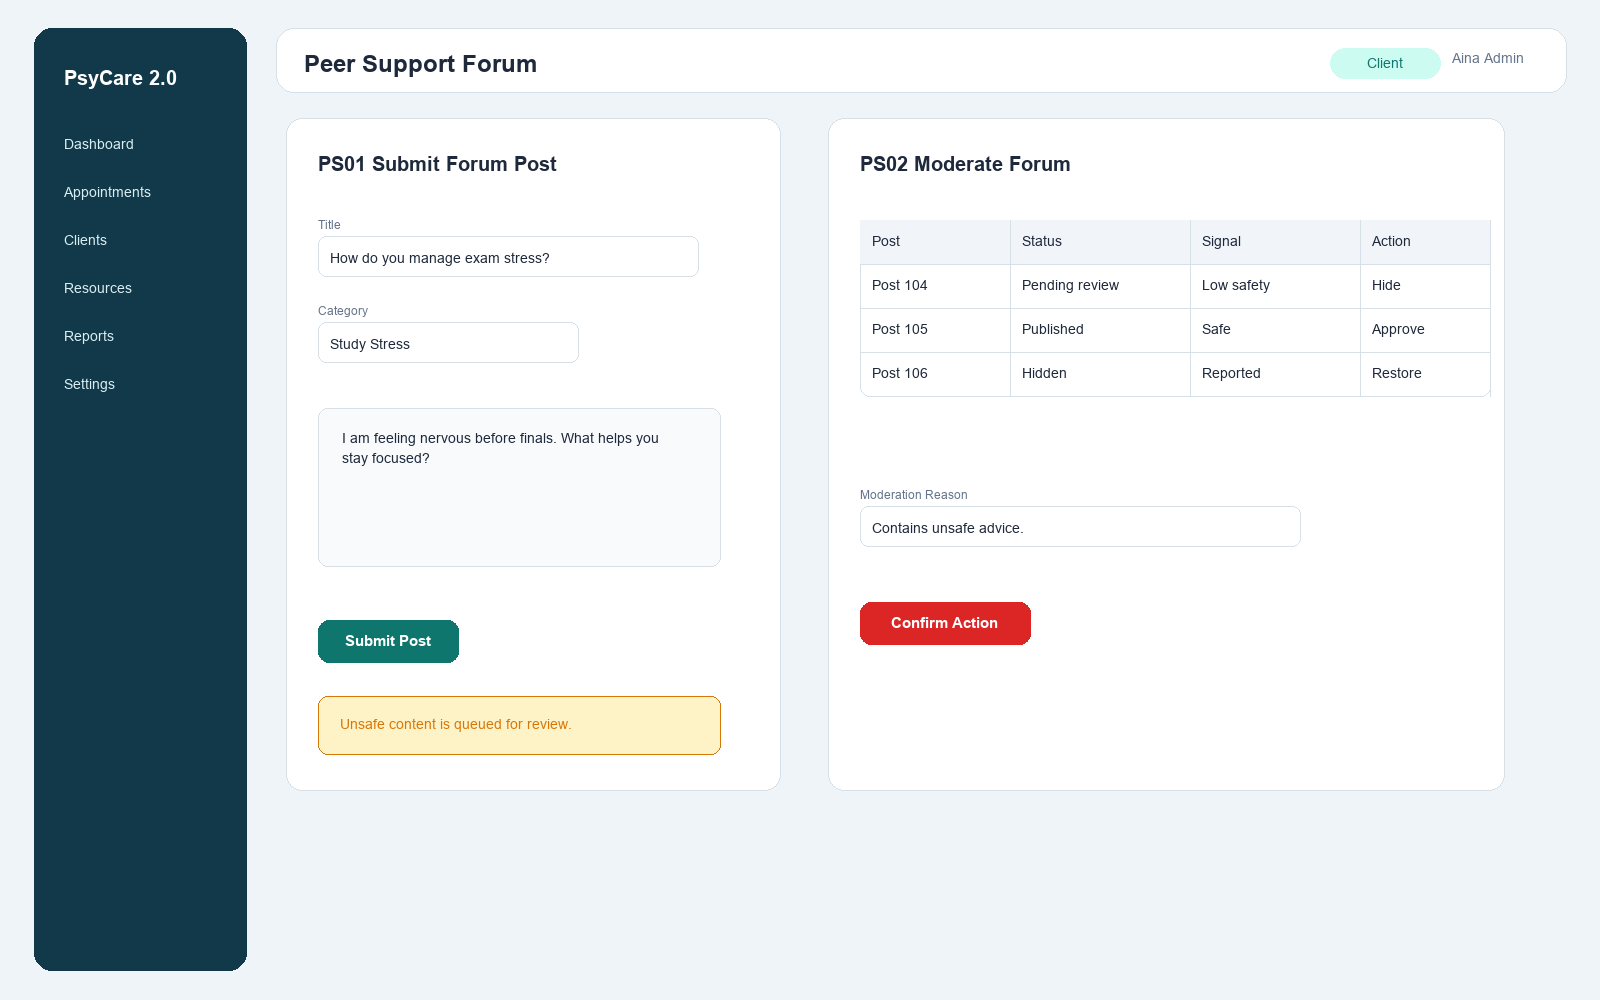 PsyCare 2.0
Dashboard
Appointments
Clients
Resources
Reports
Settings
Peer Support Forum
Client
Aina Admin
PS01 Submit Forum Post
Title
How do you manage exam stress?
Category
Study Stress
I am feeling nervous before finals. What helps you
stay focused?
Submit Post
Unsafe content is queued for review.
PS02 Moderate Forum
Post Status Signal Action
Post 104 Pending review Low safety Hide
Post 105 Published Safe Approve
Post 106 Hidden Reported Restore
Moderation Reason
Contains unsafe advice.
Confirm Action